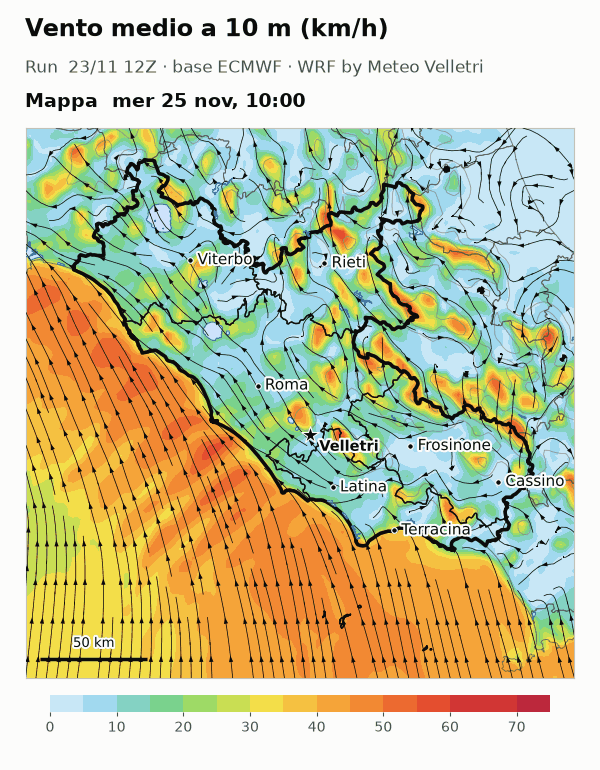 Vento medio a 10 m (km/h)
Run 23/11 12Z · base ECMWF · WRF by Meteo Velletri
Mappa mer 25 nov, 10:00
Viterbo
Rieti
Roma
Velletri
Frosinone
Cassino
Latina
Terracina
50 km
0 10 20 30 40 50 60 70